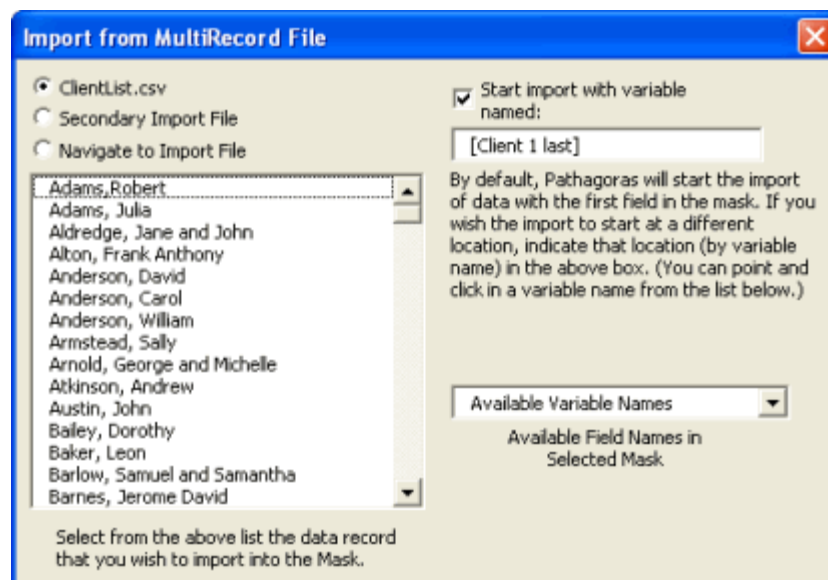 Import from MultiRecord File
ClientList.csv
Secondary Import File
Navigate to Import File
Adams,Robert
Adams, Julia
Aldredge, Jane and John
Alton, Frank Anthony
Anderson, David
Anderson, Carol
Anderson, William
Armstead, Sally
Arnold, George and Michelle
Atkinson, Andrew
Austin, John
Bailey, Dorothy
Baker, Leon
Barlow, Samuel and Samantha
Barnes, Jerome David
Select from the above list the data record
that you wish to import into the Mask.
Start import with variable
named:
[Client 1 last]
By default, Pathagoras will start the import
of data with the first field in the mask. If you
wish the import to start at a different
location, indicate that location (by variable
name) in the above box. (You can point and
click in a variable name from the list below.)
Available Variable Names
Available Field Names in
Selected Mask